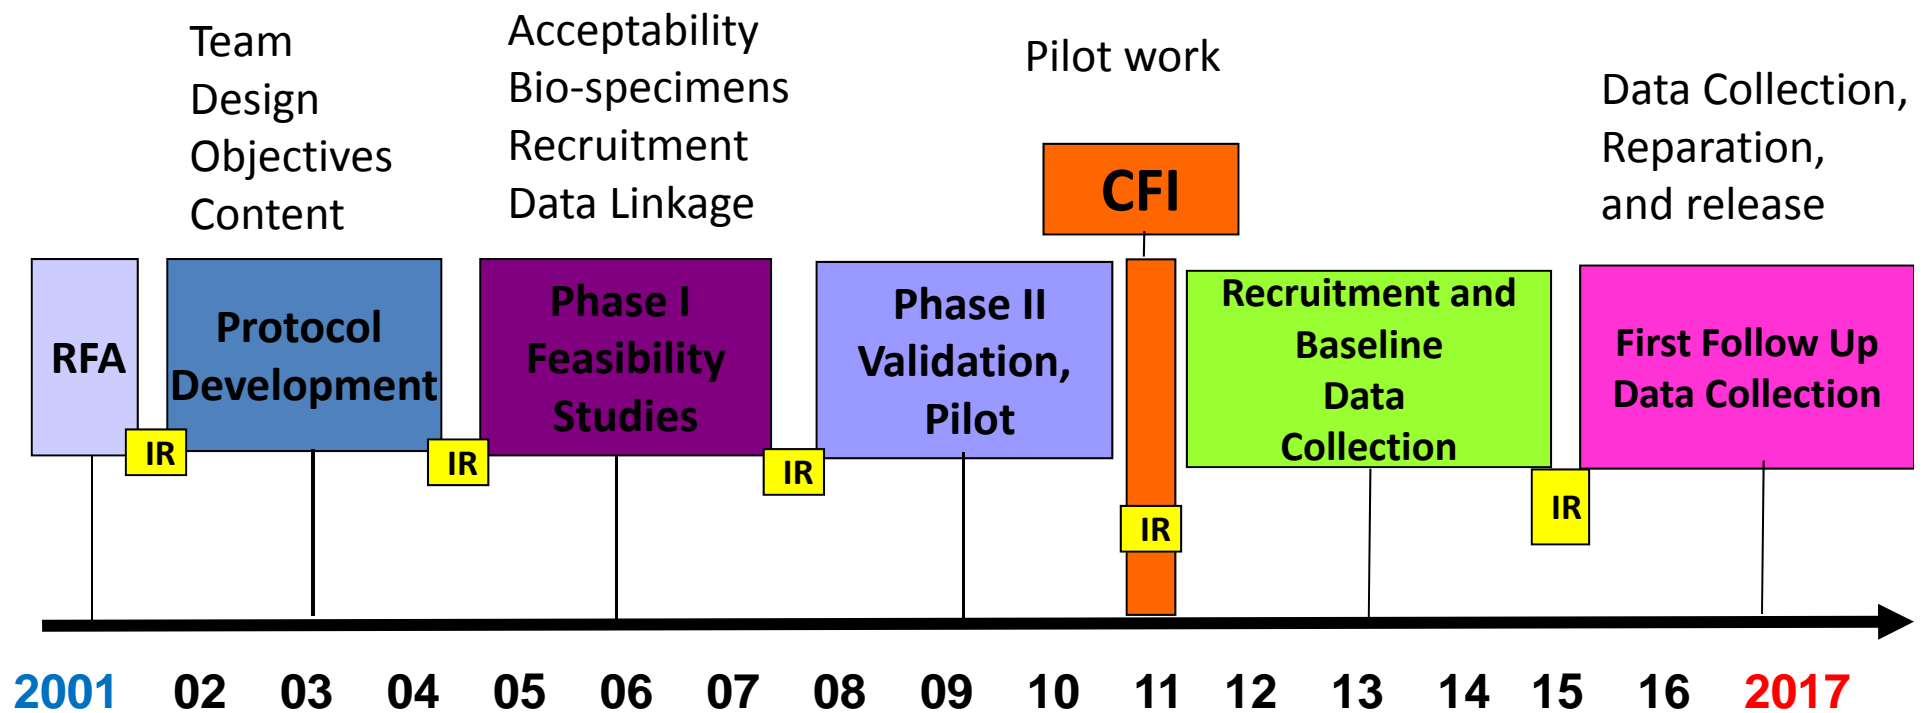 Team
Design
Objectives
Content
Acceptability
Bio-specimens
Recruitment
Data Linkage
Pilot work
Data Collection,
Reparation,
and release
CFI
RFA
Protocol
Development
Phase I
Feasibility
Studies
Phase II
Validation,
Pilot
Recruitment and
Baseline
Data
Collection
First Follow Up
Data Collection
IR
IR
IR
IR
IR
2001 02 03 04 05 06 07 08 09 10 11 12 13 14 15 16 2017